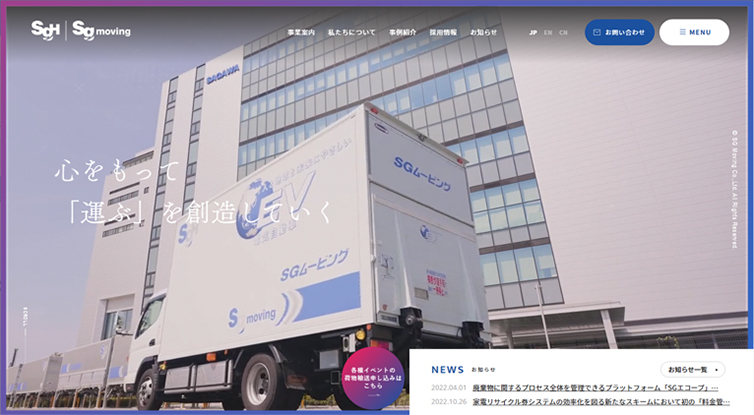 SGH
Sg moving
事業案内 私たちについて 事例紹介 採用情報 お知らせ
JP EN CN
お問い合わせ
MENU
SAGAWA
心をもって
「運ぶ」を創造していく
SGムービング
SGムービング
Sg moving
© SG Moving Co., Ltd. All Rights Reserved.
SCROLL
各種イベントの
荷物輸送申し込みは
こちら
NEWS お知らせ
お知らせ一覧
2022.04.01 廃棄物に関するプロセス全体を管理できるプラットフォーム「SGエコープ」…
2022.10.26 家電リサイクル券システムの効率化を図る新たなスキームにおいて初の「料金管…